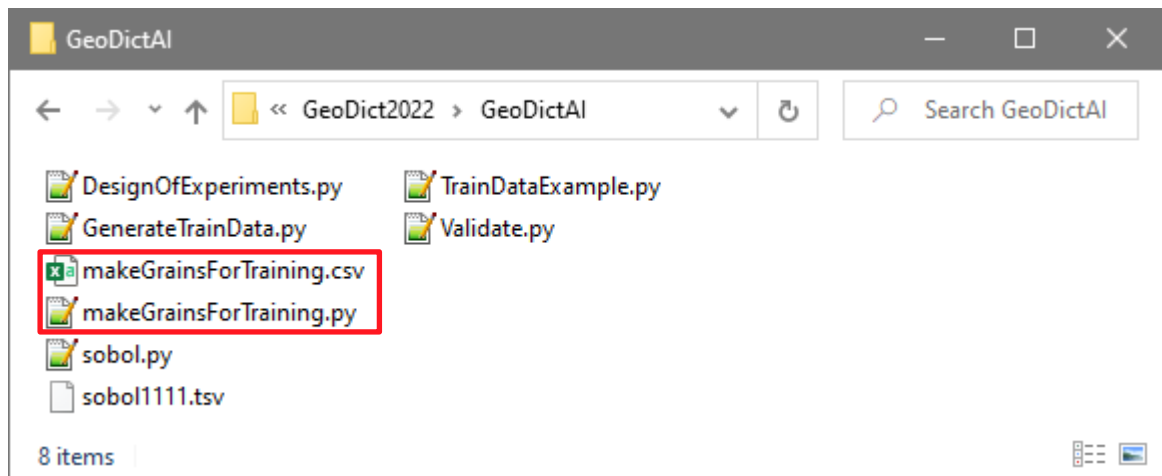 GeoDictAI
« GeoDict2022 > GeoDictAI
Search GeoDictAI
DesignOfExperiments.py
GenerateTrainData.py
makeGrainsForTraining.csv
makeGrainsForTraining.py
sobol.py
sobol1111.tsv
TrainDataExample.py
Validate.py
8 items